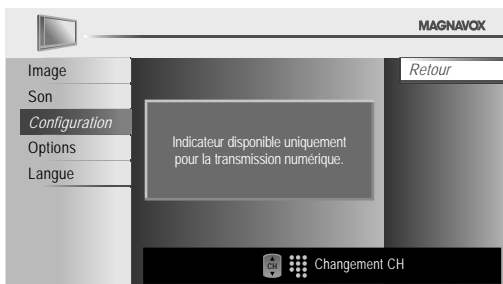 MAGNAVOX
Image
Son
Configuration
Options
Langue
Indicateur disponible uniquement
pour la transmission numérique.
Retour
CH
Changement CH